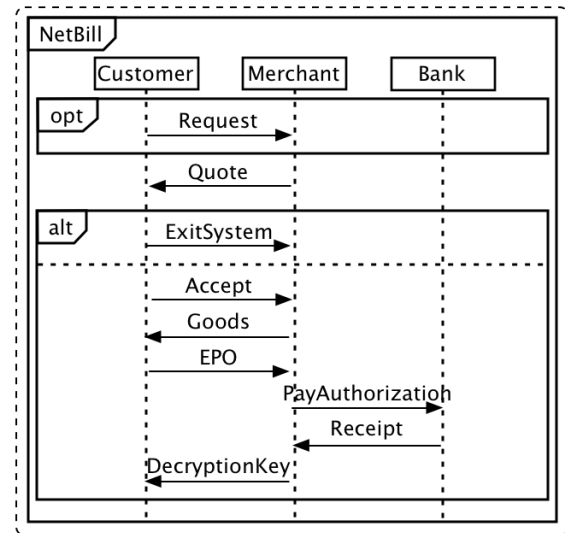 NetBill
Customer Merchant Bank
opt
Request
Quote
alt
ExitSystem
Accept
Goods
EPO
PayAuthorization
Receipt
DecryptionKey